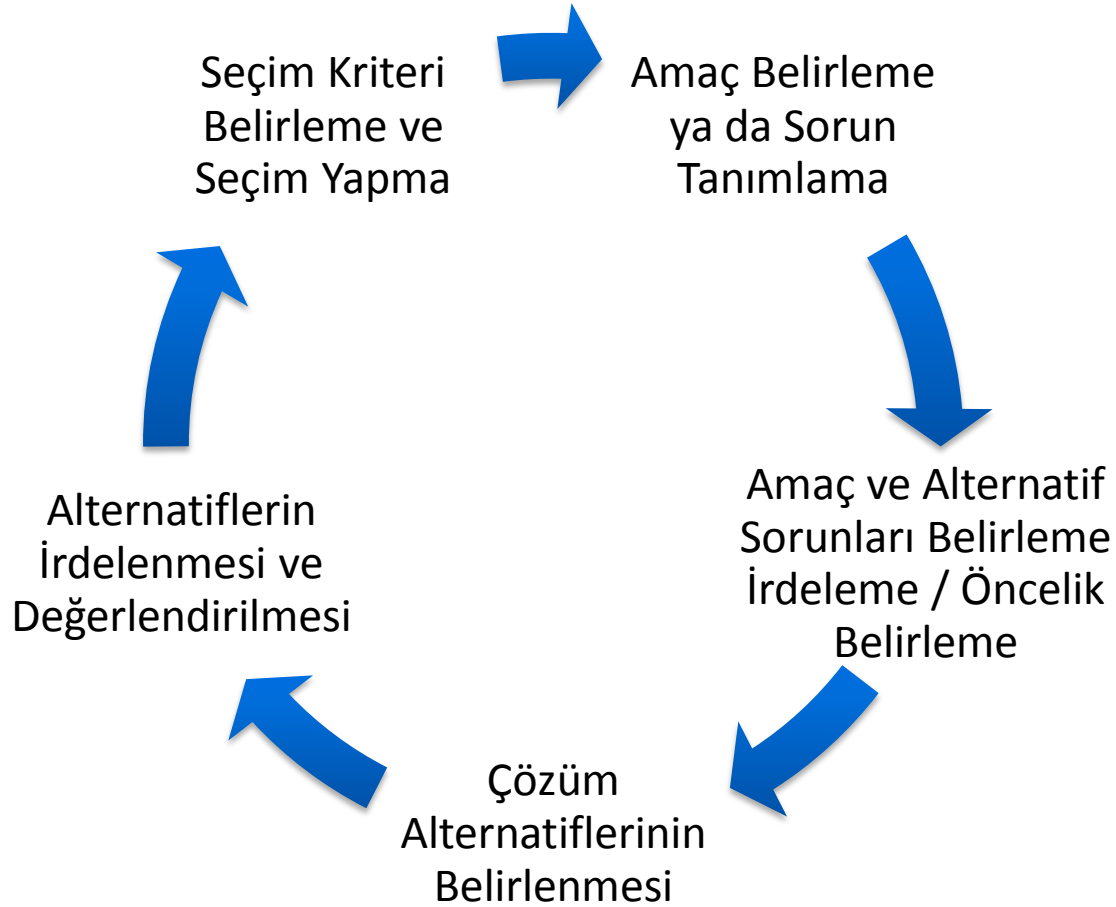 Seçim Kriteri
Belirleme ve
Seçim Yapma
Amaç Belirleme
ya da Sorun
Tanımlama
Amaç ve Alternatif
Sorunları Belirleme
İrdeleme / Öncelik
Belirleme
Çözüm
Alternatiflerinin
Belirlenmesi
Alternatiflerin
İrdelenmesi ve
Değerlendirilmesi